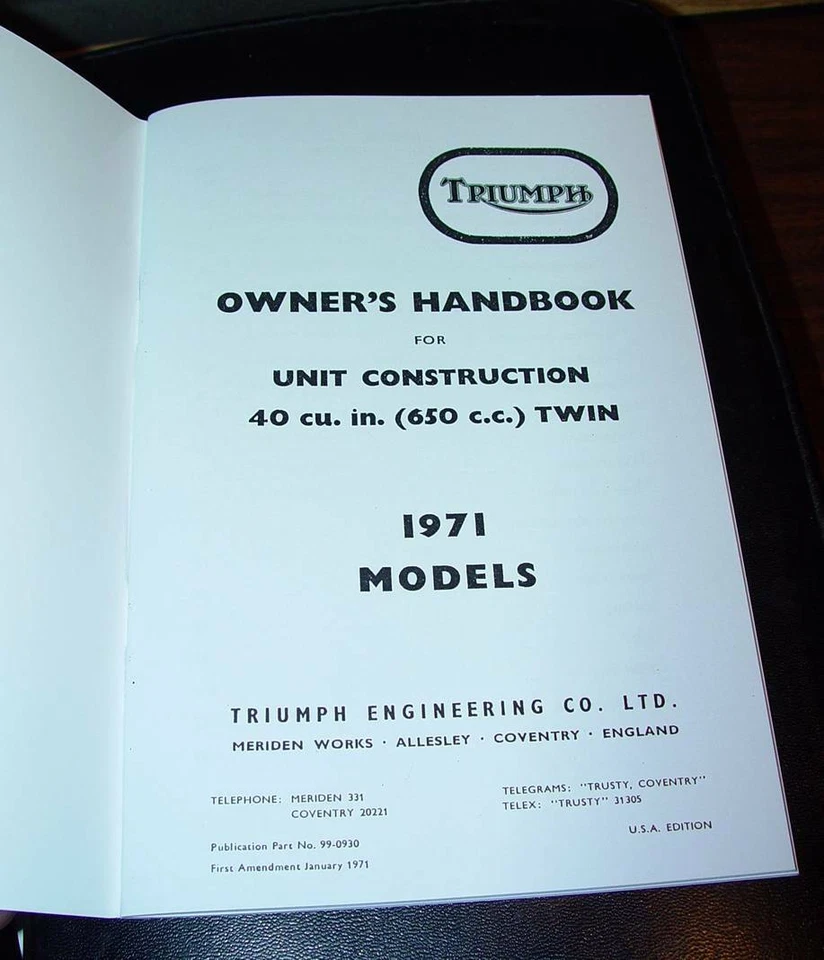 TRIUMPH
OWNER'S HANDBOOK
FOR
UNIT CONSTRUCTION
40 cu. in. (650 c.c.) TWIN
1971
MODELS
TRIUMPH ENGINEERING CO. LTD.
MERIDEN WORKS · ALLESLEY · COVENTRY · ENGLAND
TELEPHONE: MERIDEN 331
COVENTRY 20221
TELEGRAMS: "TRUSTY, COVENTRY"
TELEX: "TRUSTY" 31305
U.S.A. EDITION
Publication Part No. 99-0930
First Amendment January 1971